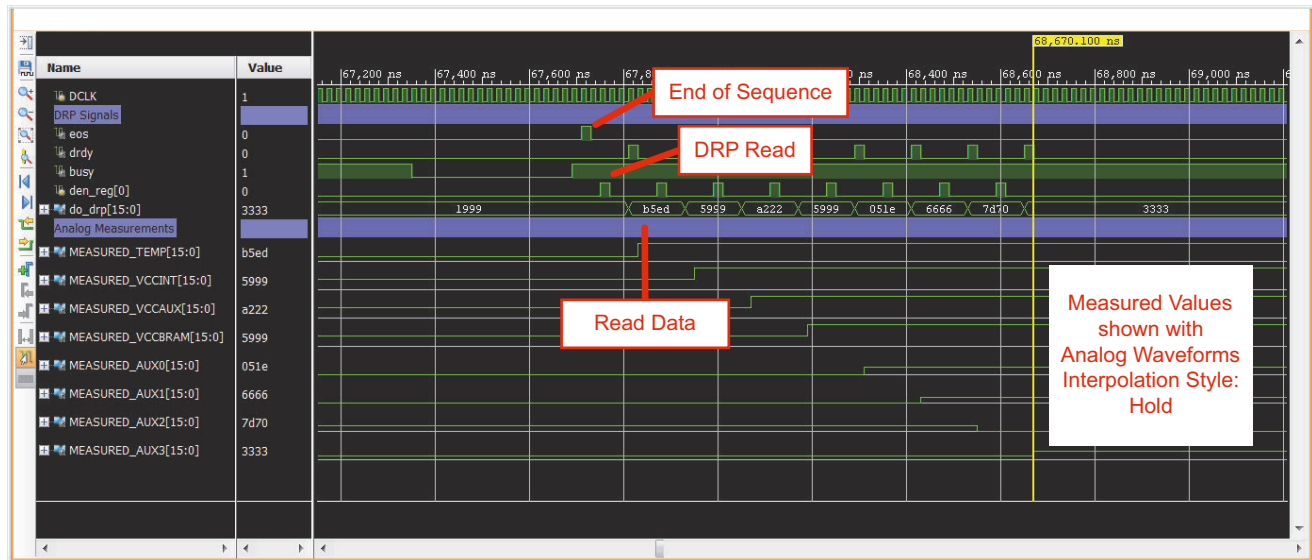 68,670.100 ns
Name Value
67,200 ns 67,400 ns 67,600 ns 67,8 ns 68,400 ns 68,600 ns 68,800 ns 69,000 ns
DCLK 1
End of Sequence
DRP Signals
eos 0
drdy 0
DRP Read
busy 1
den_reg[0] 0
do_drp[15:0] 3333 1999 b5ed 5999 a222 5999 051e 6666 7d70 3333
Analog Measurements
MEASURED_TEMP[15:0] b5ed
MEASURED_VCCINT[15:0] 5999
MEASURED_VCCAUX[15:0] a222
Read Data
MEASURED_VCCBRAM[15:0] 5999
MEASURED_AUX0[15:0] 051e
MEASURED_AUX1[15:0] 6666
MEASURED_AUX2[15:0] 7d70
MEASURED_AUX3[15:0] 3333
Measured Values
shown with
Analog Waveforms
Interpolation Style:
Hold